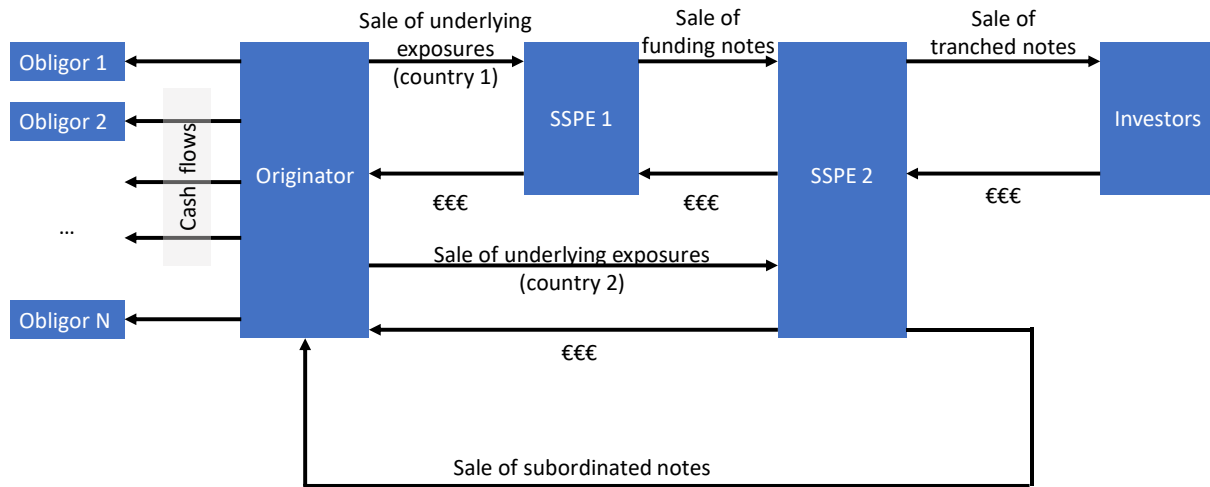 Sale of underlying
exposures
(country 1)
Sale of
funding notes
Sale of
tranched notes
Obligor 1
Obligor 2
...
Obligor N
Cash flows
Originator
SSPE 1
SSPE 2
Investors
€€€
€€€
€€€
Sale of underlying exposures
(country 2)
€€€
Sale of subordinated notes